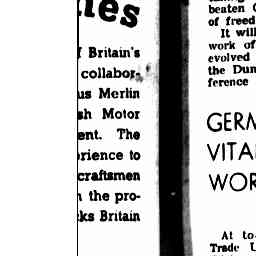 ies
f Britain's
collabor-
us Merlin
sh Motor
ent. The
rience to
craftsmen
the pro-
ks Britain
beaten
of freed
It will
work of
evolved
the Dun
ference
GERM
VITA
WOR
At to
Trade U